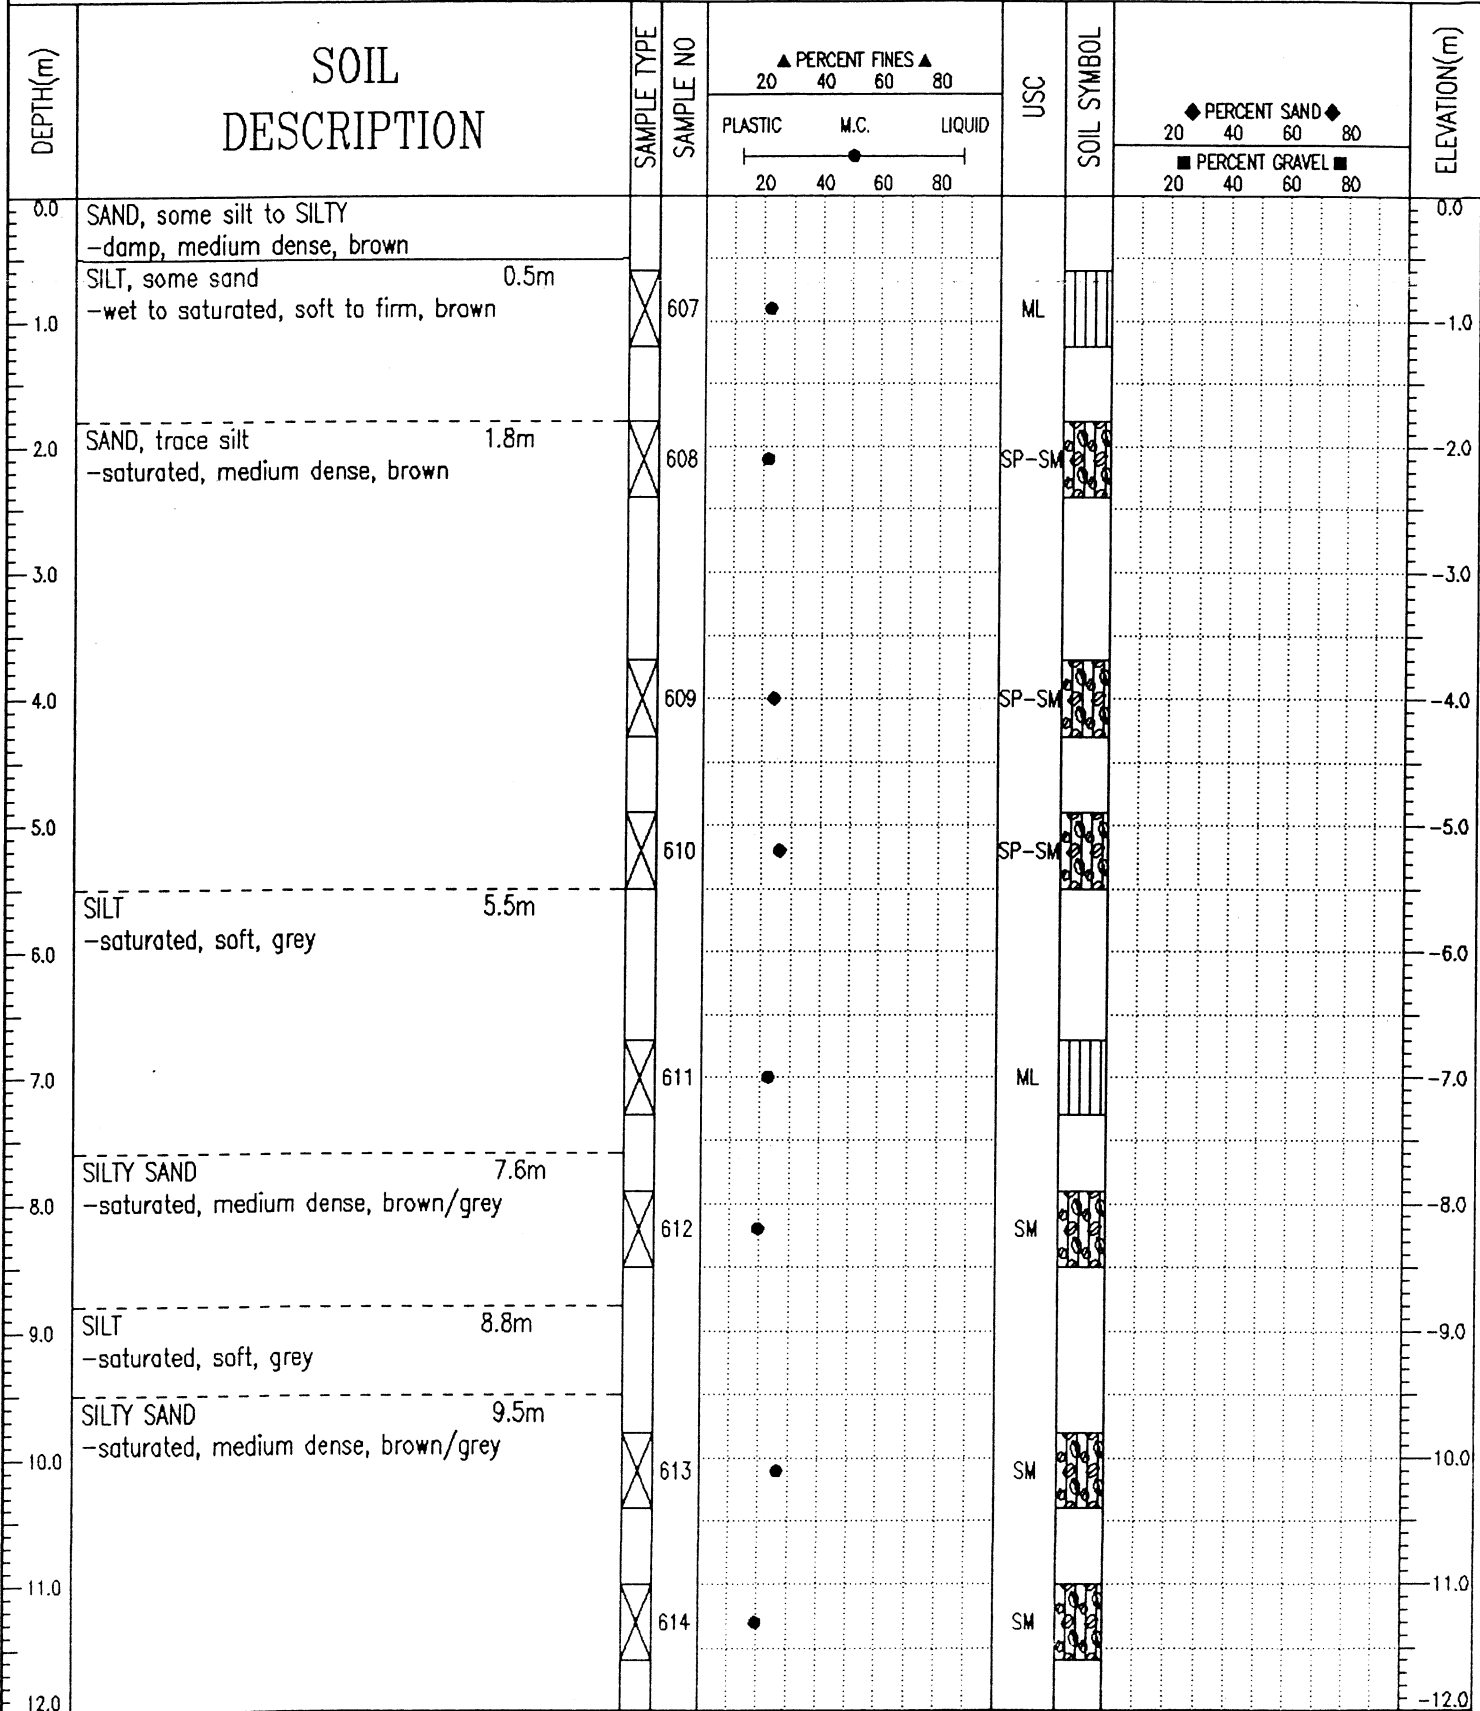 DEPTH(m)
SOIL
DESCRIPTION
SAMPLE TYPE
SAMPLE NO
▲ PERCENT FINES ▲
20 40 60 80
PLASTIC M.C. LIQUID
20 40 60 80
USC
SOIL SYMBOL
◆ PERCENT SAND ◆
20 40 60 80
■ PERCENT GRAVEL ■
20 40 60 80
ELEVATION(m)
0.0 SAND, some silt to SILTY 0.0
-damp, medium dense, brown
SILT, some sand 0.5m
-wet to saturated, soft to firm, brown 607 ML
1.0 -1.0
SAND, trace silt 1.8m
2.0 608 SP-SM -2.0
-saturated, medium dense, brown
3.0 -3.0
4.0 609 SP-SM -4.0
5.0 -5.0
610 SP-SM
SILT 5.5m
-saturated, soft, grey
6.0 -6.0
7.0 611 ML -7.0
SILTY SAND 7.6m
-saturated, medium dense, brown/grey
8.0 -8.0
612 SM
SILT 8.8m
9.0 -9.0
-saturated, soft, grey
SILTY SAND 9.5m
-saturated, medium dense, brown/grey
10.0 613 SM -10.0
11.0 -11.0
614 SM
12.0 -12.0